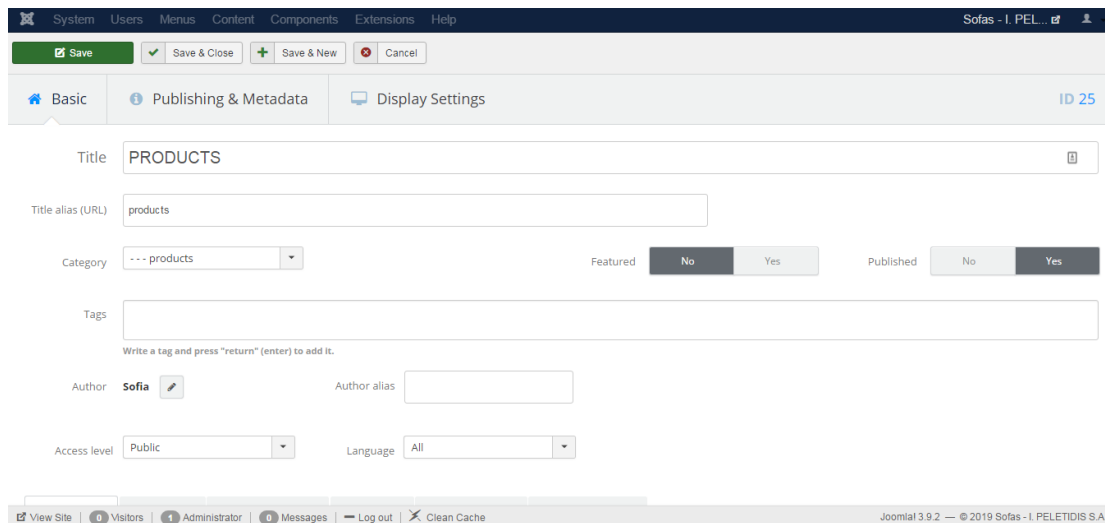 System Users Menus Content Components Extensions Help Sofas - I. PEL...
Save Save & Close Save & New Cancel
Basic Publishing & Metadata Display Settings ID 25
Title PRODUCTS
Title alias (URL) products
Category - - - products Featured No Yes Published No Yes
Tags
Write a tag and press "return" (enter) to add it.
Author Sofia Author alias
Access level Public Language All
View Site 0 Visitors 1 Administrator 0 Messages Log out Clean Cache Joomla! 3.9.2 — © 2019 Sofas - I. PELETIDIS S.A